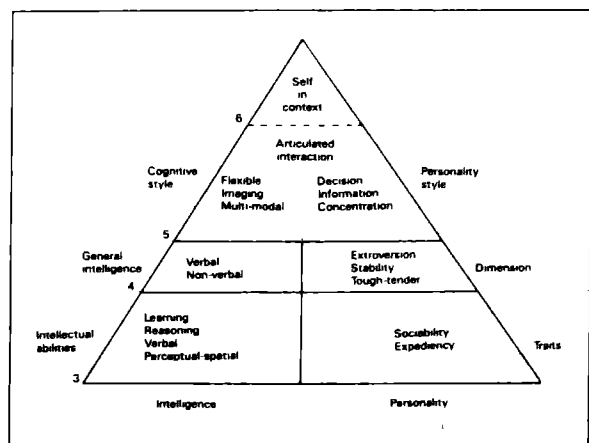 Self
in
context
6
Articulated
interaction
Cognitive
style
Personality
style
Flexible
Imaging
Multi-modal
Decision
Information
Concentration
5
General
intelligence
Verbal
Non-verbal
Extroversion
Stability
Tough-tender
Dimension
4
Intellectual
abilities
Learning
Reasoning
Verbal
Perceptual-spatial
Sociability
Expediency
Traits
3
Intelligence
Personality